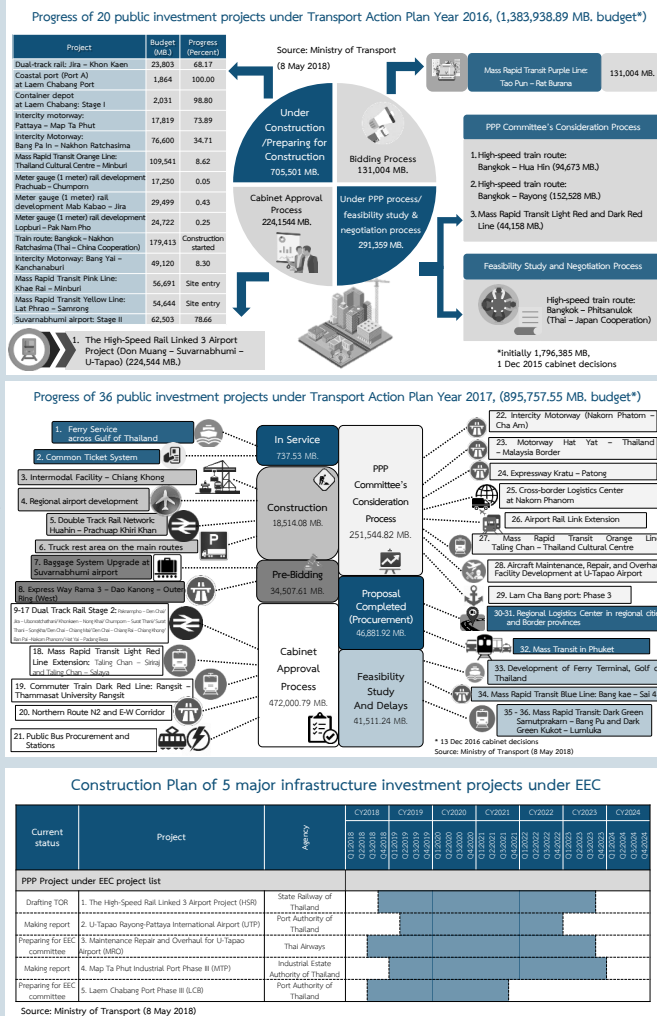 Progress of 20 public investment projects under Transport Action Plan Year 2016, (1,383,938.89 MB. budget*)
Project
Budget (MB.)
Progress (Percent)
Dual-track rail: Jira – Khon Kaen 23,803 68.17
Coastal port (Port A)
at Laem Chabang Port 1,864 100.00
Container depot
at Laem Chabang: Stage I 2,031 98.80
Intercity motorway:
Pattaya – Map Ta Phut 17,819 73.89
Intercity Motorway:
Bang Pa In – Nakhon Ratchasima 76,600 34.71
Mass Rapid Transit Orange Line:
Thailand Cultural Centre – Minburi 109,541 8.62
Meter gauge (1 meter) rail development
Prachuab – Chumporn 17,250 0.05
Meter gauge (1 meter) rail
development Mab Kabao – Jira 29,499 0.43
Meter gauge (1 meter) rail development
Lopburi – Pak Nam Pho 24,722 0.25
Train route: Bangkok – Nakhon
Ratchasima (Thai – China Cooperation) 179,413 Construction started
Intercity Motorway: Bang Yai –
Kanchanaburi 49,120 8.30
Mass Rapid Transit Pink Line:
Khae Rai – Minburi 56,691 Site entry
Mass Rapid Transit Yellow Line:
Lat Phrao – Samrong 54,644 Site entry
Suvarnabhumi airport: Stage II 62,503 78.66
Source: Ministry of Transport
(8 May 2018)
Under
Construction
/Preparing for
Construction
705,501 MB.
Bidding Process
131,004 MB.
Cabinet Approval
Process
224,1544 MB.
Under PPP process/
feasibility study &
negotiation process
291,359 MB.
Mass Rapid Transit Purple Line:
Tao Pun – Rat Burana
131,004 MB.
PPP Committee's Consideration Process
1. High-speed train route:
Bangkok – Hua Hin (94,673 MB.)
2. High-speed train route:
Bangkok – Rayong (152,528 MB.)
3. Mass Rapid Transit Light Red and Dark Red
Line (44,158 MB.)
Feasibility Study and Negotiation Process
High-speed train route:
Bangkok – Phitsanulok
(Thai – Japan Cooperation)
1. The High-Speed Rail Linked 3 Airport
Project (Don Muang – Suvarnabhumi –
U-Tapao) (224,544 MB.)
*initially 1,796,385 MB,
1 Dec 2015 cabinet decisions
Progress of 36 public investment projects under Transport Action Plan Year 2017, (895,757.55 MB. budget*)
1. Ferry Service
across Gulf of Thailand
2. Common Ticket System
3. Intermodal Facility – Chiang Khong
4. Regional airport development
5. Double Track Rail Network:
Huahin – Prachuap Khiri Khan
6. Truck rest area on the main routes
7. Baggage System Upgrade at
Suvarnabhumi airport
8. Express Way Rama 3 – Dao Kanong – Outer
Ring (West)
9-17 Dual Track Rail Stage 2:
18. Mass Rapid Transit Light Red
Line Extension: Taling Chan – Siriraj
and Taling Chan – Salaya
19. Commuter Train Dark Red Line: Rangsit –
Thammasat University Rangsit
20. Northern Route N2 and E-W Corridor
21. Public Bus Procurement and
Stations
In Service
737.53 MB.
Construction
18,514.08 MB.
Pre-Bidding
34,507.61 MB.
Cabinet
Approval
Process
472,000.79 MB.
PPP
Committee's
Consideration
Process
251,544.82 MB.
Proposal
Completed
(Procurement)
46,881.92 MB.
Feasibility
Study
And Delays
41,511.24 MB.
22. Intercity Motorway (Nakorn Phatom –
Cha Am)
23. Motorway Hat Yat – Thailand
– Malaysia Border
24. Expressway Kratu – Patong
25. Cross-border Logistics Center
at Nakorn Phanom
26. Airport Rail Link Extension
27. Mass Rapid Transit Orange Line
Taling Chan – Thailand Cultural Centre
28. Aircraft Maintenance, Repair, and Overhau
Facility Development at U-Tapao Airport
29. Lam Cha Bang port: Phase 3
30-31. Regional Logistics Center in regional citie
and Border provinces
32. Mass Transit in Phuket
33. Development of Ferry Terminal, Golf o
Thailand
34. Mass Rapid Transit Blue Line: Bang kae – Sai 4
35 - 36. Mass Rapid Transit: Dark Green
Samutprakarn – Bang Pu and Dark
Green Kukot – Lumluka
* 13 Dec 2016 cabinet decisions
Source: Ministry of Transport (8 May 2018)
Construction Plan of 5 major infrastructure investment projects under EEC
Current
status
Project
Agency
CY2018 CY2019 CY2020 CY2021 CY2022 CY2023 CY2024
Q12018 Q22018 Q32018 Q42018 Q12019 Q22019 Q32019 Q42019 Q12020 Q22020 Q32020 Q42020 Q12021 Q22021 Q32021 Q42021 Q12022 Q22022 Q32022 Q42022 Q12023 Q22023 Q32023 Q42023 Q12024 Q22024 Q32024 Q42024
PPP Project under EEC project list
Drafting TOR 1. The High-Speed Rail Linked 3 Airport Project (HSR) State Railway of Thailand
Making report 2. U-Tapao Rayong-Pattaya International Airport (UTP) Port Authority of Thailand
Preparing for EEC committee 3. Maintenance Repair and Overhaul for U-Tapao Airport (MRO) Thai Airways
Making report 4. Map Ta Phut Industrial Port Phase III (MTP) Industrial Estate Authority of Thailand
Preparing for EEC committee 5. Laem Chabang Port Phase III (LCB) Port Authority of Thailand
Source: Ministry of Transport (8 May 2018)